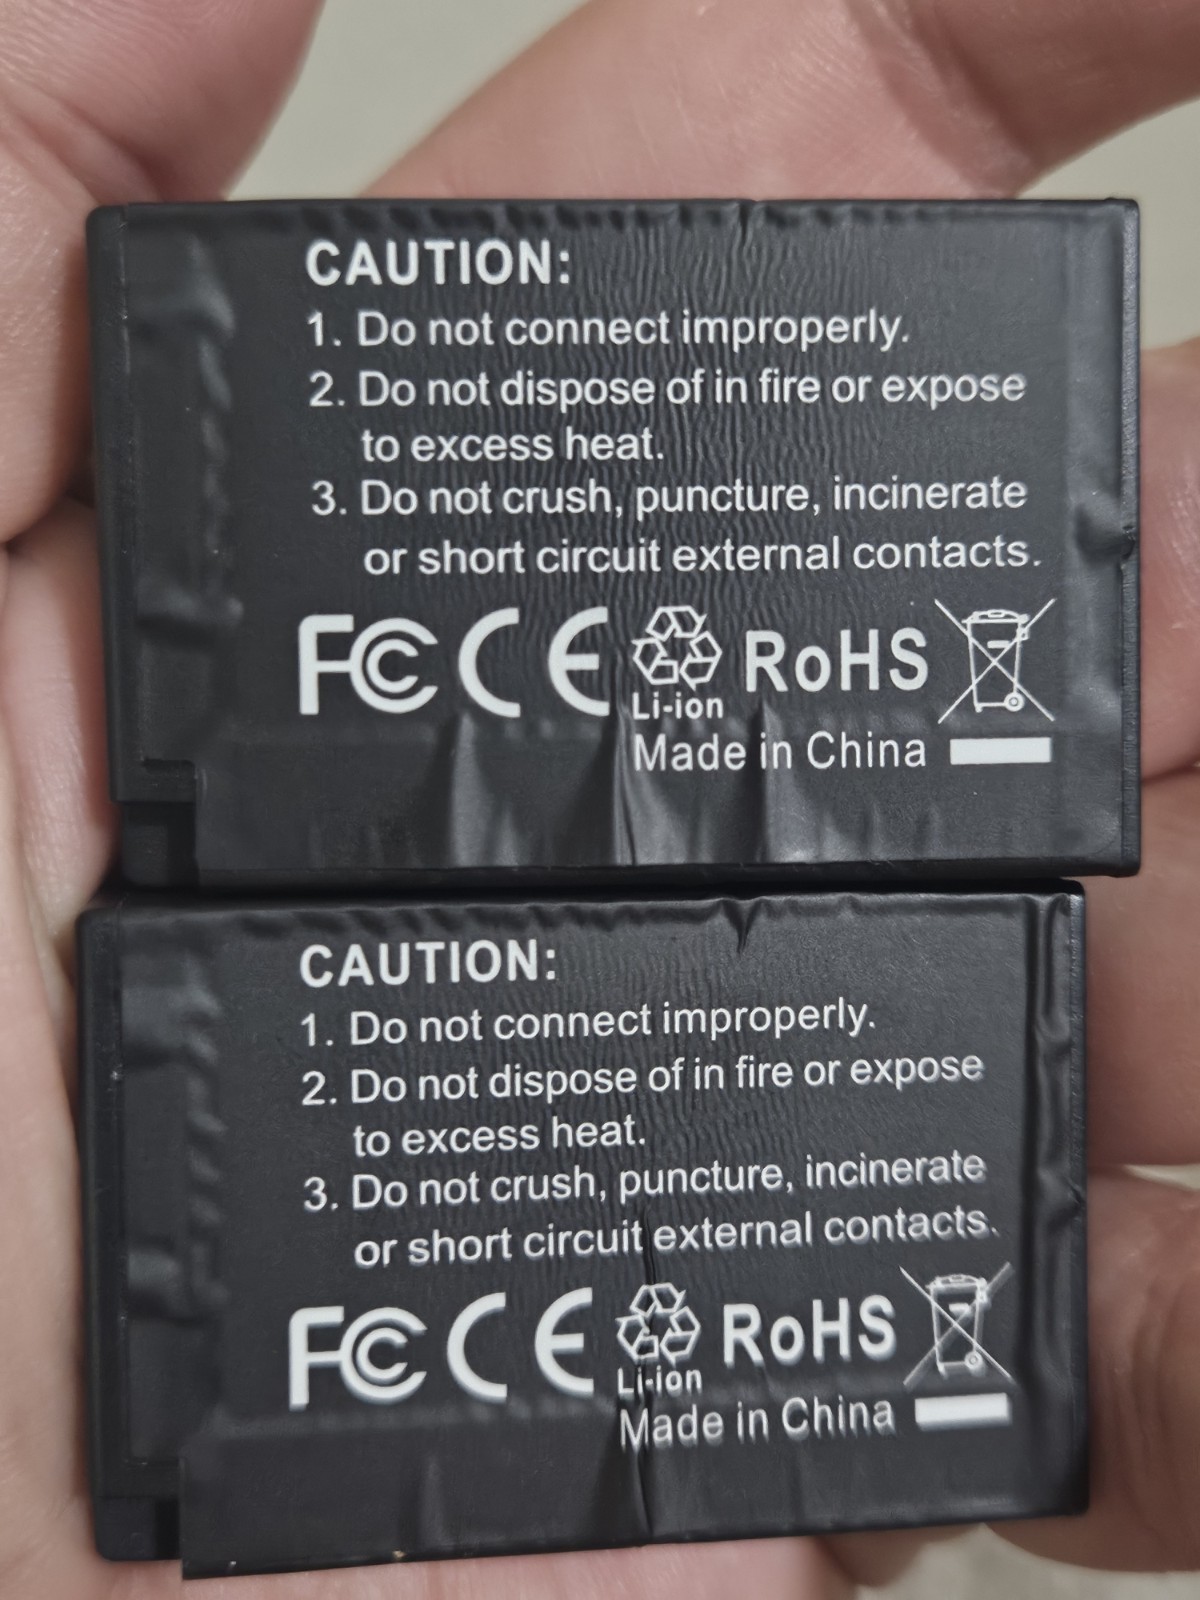 CAUTION:
1. Do not connect improperly.
2. Do not dispose of in fire or expose
to excess heat.
3. Do not crush, puncture, incinerate
or short circuit external contacts.
FC CE Li-ion RoHS
Made in China
CAUTION:
1. Do not connect improperly.
2. Do not dispose of in fire or expose
to excess heat.
3. Do not crush, puncture, incinerate
or short circuit external contacts.
FC CE Li-ion RoHS
Made in China